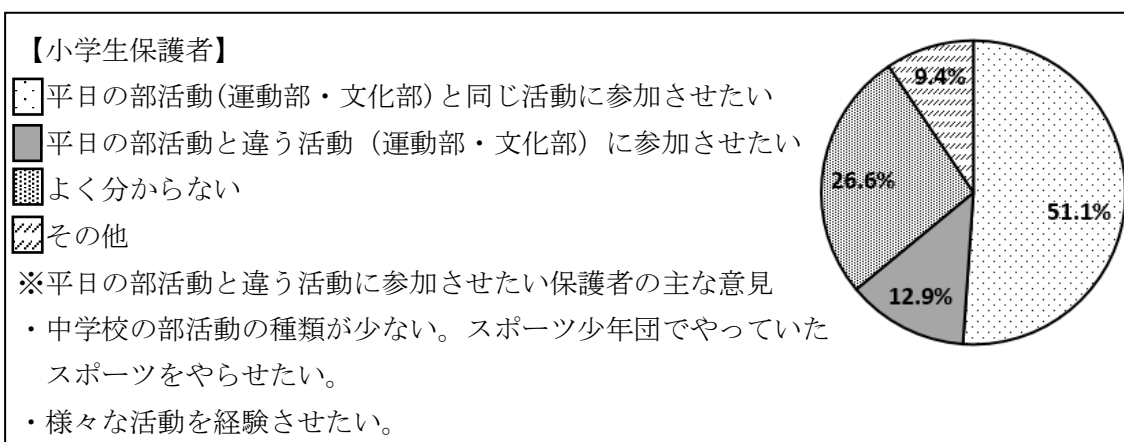 【小学生保護者】
平日の部活動(運動部・文化部)と同じ活動に参加させたい
平日の部活動と違う活動（運動部・文化部）に参加させたい
よく分からない
その他
※平日の部活動と違う活動に参加させたい保護者の主な意見
・中学校の部活動の種類が少ない。スポーツ少年団でやっていた
スポーツをやらせたい。
・様々な活動を経験させたい。
9.4%
26.6%
51.1%
12.9%